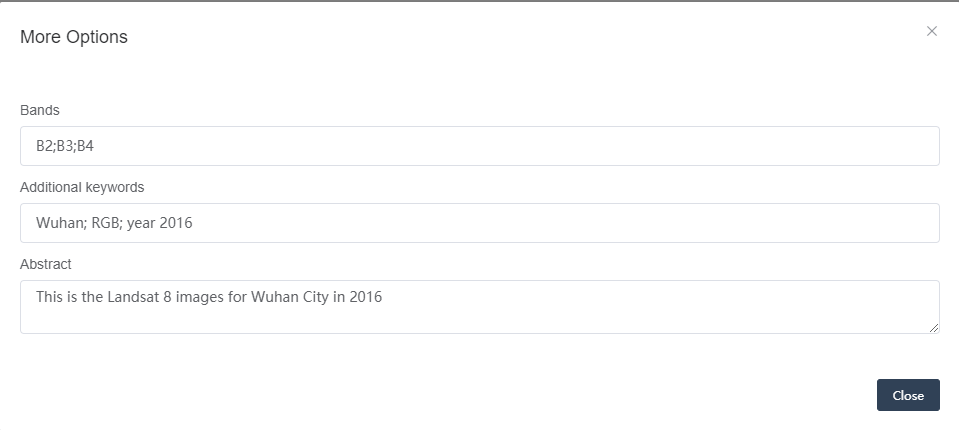 More Options
Bands
B2;B3;B4
Additional keywords
Wuhan; RGB; year 2016
Abstract
This is the Landsat 8 images for Wuhan City in 2016
Close